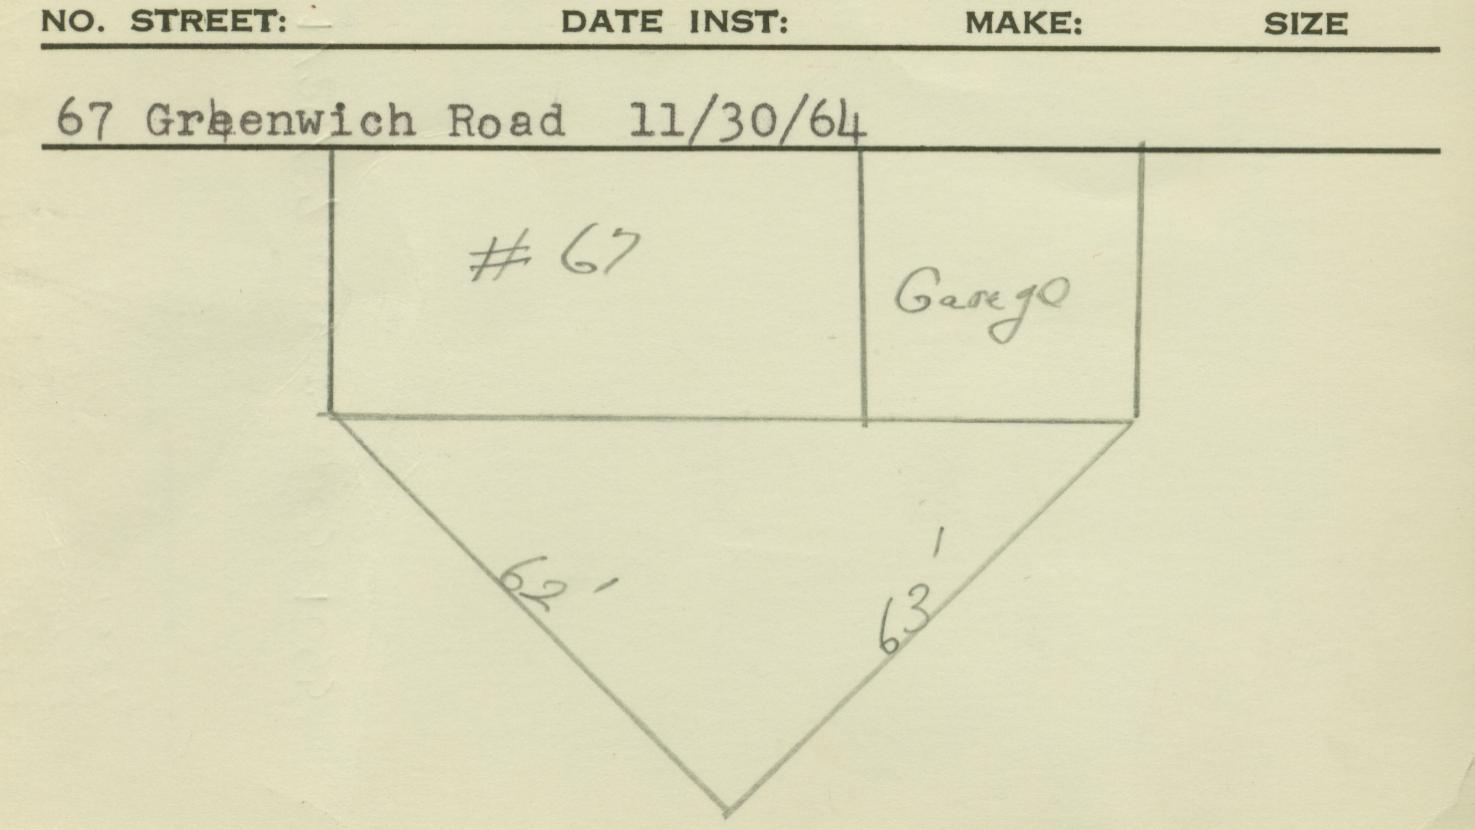 NO. STREET: DATE INST: MAKE: SIZE
67 Greenwich Road 11/30/64
# 67
Garage
62'
63'